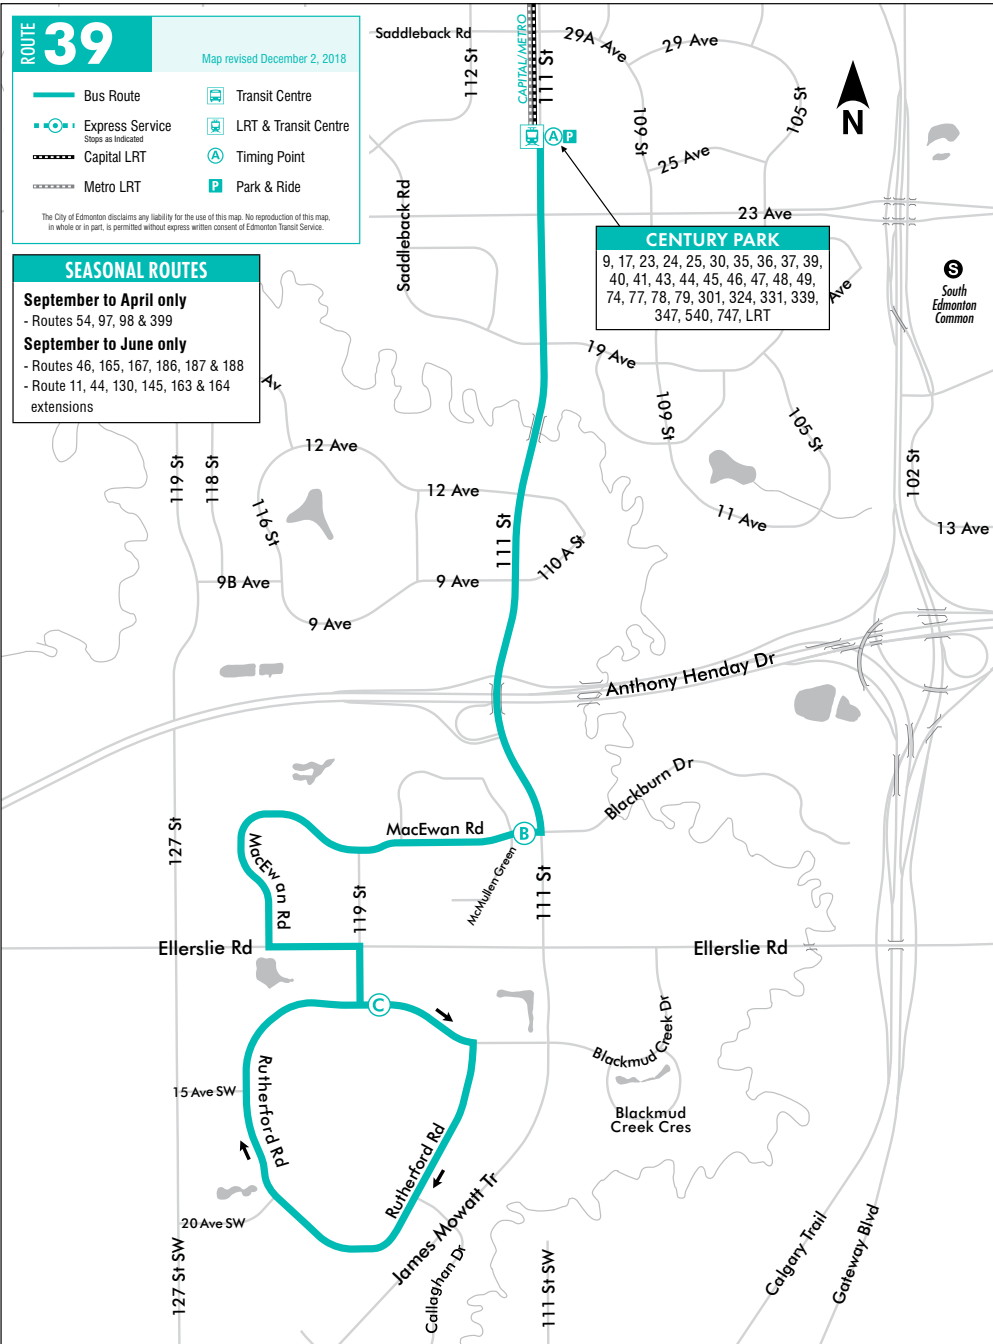 ROUTE 39
Map revised December 2, 2018
Bus Route
Express Service
Stops as Indicated
Capital LRT
Metro LRT
Transit Centre
LRT & Transit Centre
A Timing Point
P Park & Ride
The City of Edmonton disclaims any liability for the use of this map. No reproduction of this map,
in whole or in part, is permitted without express written consent of Edmonton Transit Service.
SEASONAL ROUTES
September to April only
- Routes 54, 97, 98 & 399
September to June only
- Routes 46, 165, 167, 186, 187 & 188
- Route 11, 44, 130, 145, 163 & 164
extensions
Saddleback Rd
112 St
CAPITAL/METRO
111 St
29A Ave
29 Ave
109 St
105 St
N
A P
25 Ave
Saddleback Rd
23 Ave
CENTURY PARK
9, 17, 23, 24, 25, 30, 35, 36, 37, 39,
40, 41, 43, 44, 45, 46, 47, 48, 49,
74, 77, 78, 79, 301, 324, 331, 339,
347, 540, 747, LRT
Ave
S
South
Edmonton
Common
19 Ave
Av
109 St
105 St
12 Ave
119 St
118 St
102 St
12 Ave
116 St
111 St
11 Ave
13 Ave
110 A St
9B Ave
9 Ave
9 Ave
Anthony Henday Dr
Blackburn Dr
127 St
MacEwan Rd
B
MacEwan Rd
McMullen Green
119 St
111 St
Ellerslie Rd
Ellerslie Rd
C
Blackmud Creek Dr
15 Ave SW
Rutherford Rd
Blackmud
Creek Cres
Rutherford Rd
James Mowatt Tr
20 Ave SW
127 St SW
Callaghan Dr
111 St SW
Calgary Trail
Gateway Blvd